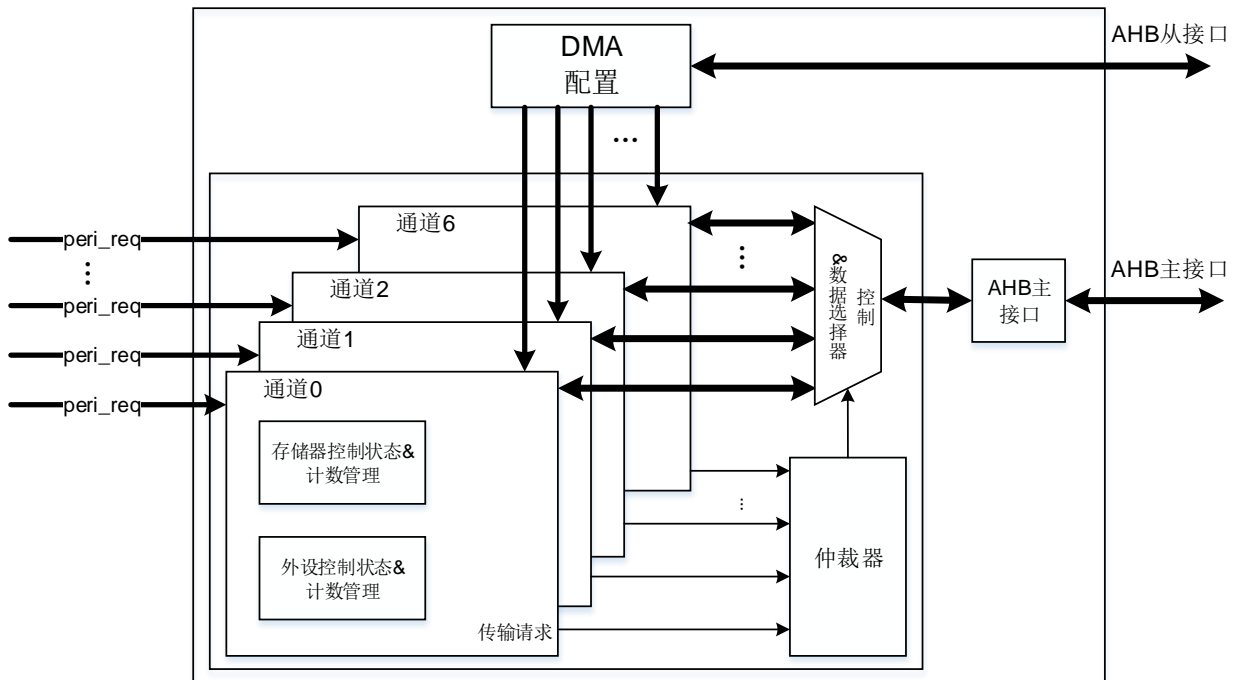 DMA
配置
AHB从接口
...
通道6
peri_req
...
通道2
peri_req
通道1
peri_req
通道0
peri_req
...
控制
&数据选择器
AHB主
接口
AHB主接口
存储器控制状态&
计数管理
外设控制状态&
计数管理
传输请求
...
仲裁器